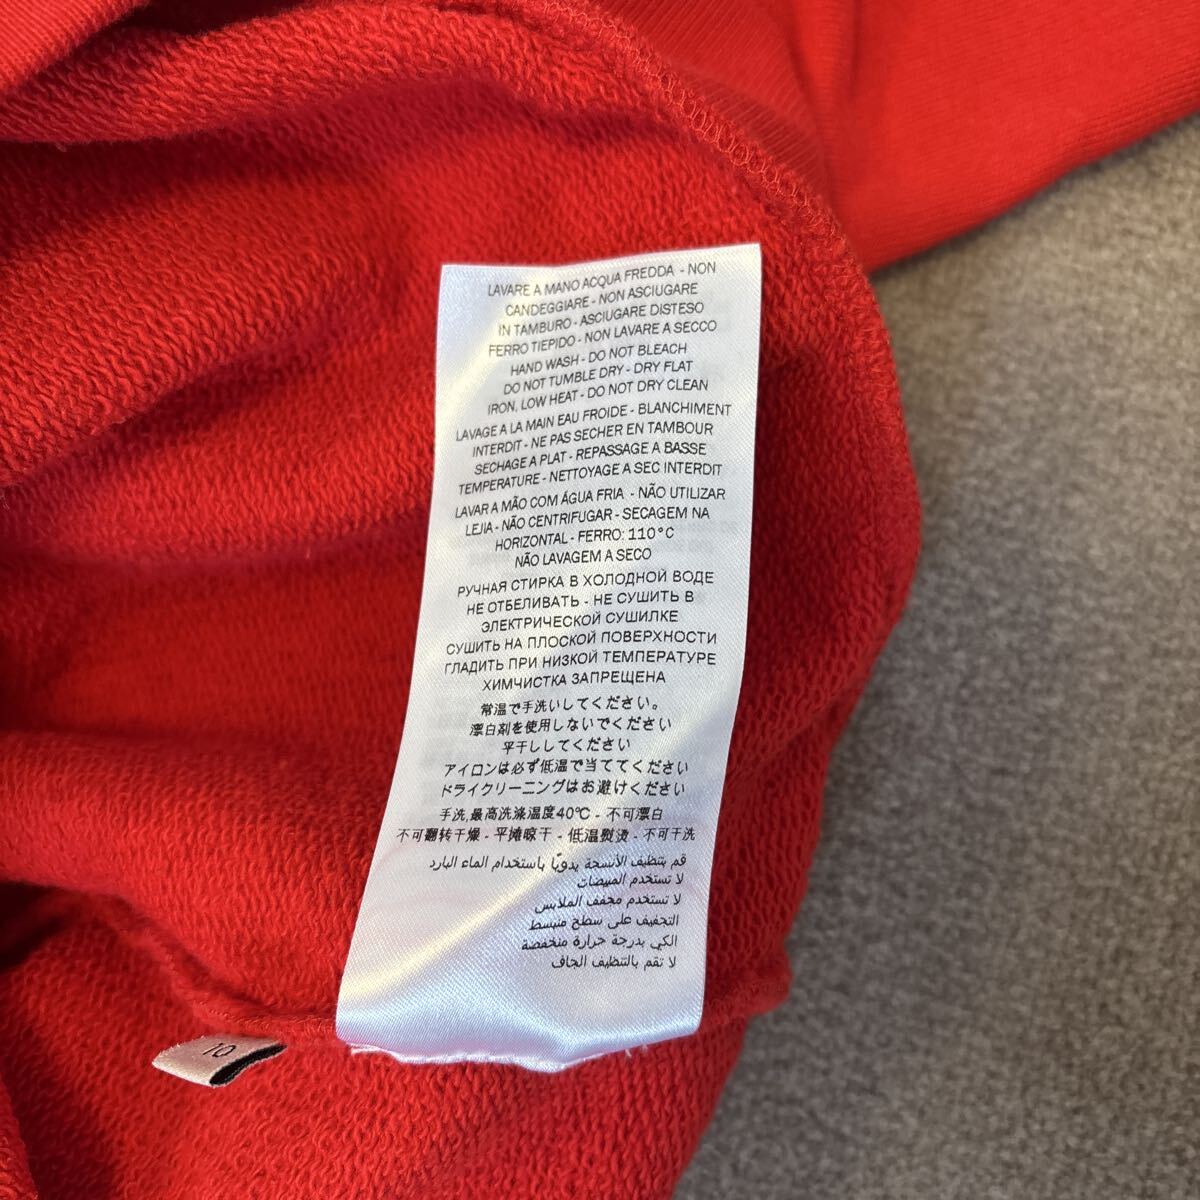 LAVARE A MANO ACQUA FREDDA - NON
CANDEGGIARE - NON ASCIUGARE
IN TAMBURO - ASCIUGARE DISTESO
FERRO TIEPIDO - NON LAVARE A SECCO
HAND WASH - DO NOT BLEACH
DO NOT TUMBLE DRY - DRY FLAT
IRON, LOW HEAT - DO NOT DRY CLEAN
LAVAGE A LA MAIN EAU FROIDE - BLANCHIMENT
INTERDIT - NE PAS SECHER EN TAMBOUR
SECHAGE A PLAT - REPASSAGE A BASSE
TEMPERATURE - NETTOYAGE A SEC INTERDIT
LAVAR A MÃO COM ÁGUA FRIA - NÃO UTILIZAR
LEJIA - NÃO CENTRIFUGAR - SECAGEM NA
HORIZONTAL - FERRO: 110°C
NÃO LAVAGEM A SECO
РУЧНАЯ СТИРКА В ХОЛОДНОЙ ВОДЕ
НЕ ОТБЕЛИВАТЬ - НЕ СУШИТЬ В
ЭЛЕКТРИЧЕСКОЙ СУШИЛКЕ
СУШИТЬ НА ПЛОСКОЙ ПОВЕРХНОСТИ
ГЛАДИТЬ ПРИ НИЗКОЙ ТЕМПЕРАТУРЕ
ХИМЧИСТКА ЗАПРЕЩЕНА
常温で手洗いしてください。
漂白剤を使用しないでください
平干ししてください
アイロンは必ず低温で当ててください
ドライクリーニングはお避けください
手洗,最高洗涤温度40℃ - 不可漂白
不可翻转干燥 - 平摊晾干 - 低温熨烫 - 不可干洗
قم بتنظيف الأنسجة يدويًا باستخدام الماء البارد
لا تستخدم المبيضات
لا تستخدم مجفف الملابس
التجفيف على سطح منبسط
الكي بدرجة حرارة منخفضة
لا تقم بالتنظيف الجاف
10